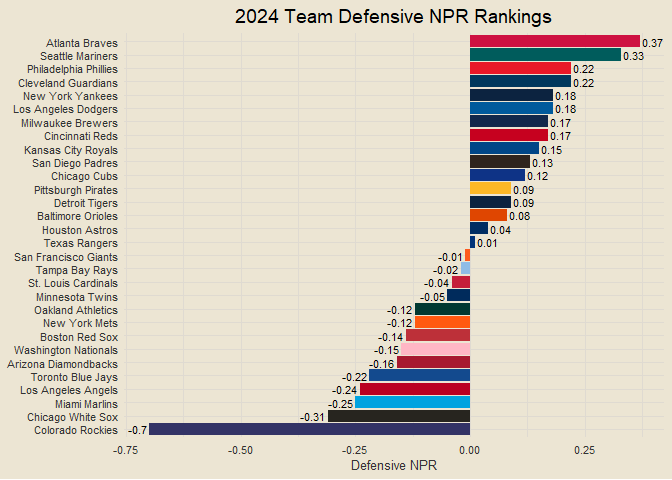 2024 Team Defensive NPR Rankings
Atlanta Braves 0.37
Seattle Mariners 0.33
Philadelphia Phillies 0.22
Cleveland Guardians 0.22
New York Yankees 0.18
Los Angeles Dodgers 0.18
Milwaukee Brewers 0.17
Cincinnati Reds 0.17
Kansas City Royals 0.15
San Diego Padres 0.13
Chicago Cubs 0.12
Pittsburgh Pirates 0.09
Detroit Tigers 0.09
Baltimore Orioles 0.08
Houston Astros 0.04
Texas Rangers 0.01
San Francisco Giants -0.01
Tampa Bay Rays -0.02
St. Louis Cardinals -0.04
Minnesota Twins -0.05
Oakland Athletics -0.12
New York Mets -0.12
Boston Red Sox -0.14
Washington Nationals -0.15
Arizona Diamondbacks -0.16
Toronto Blue Jays -0.22
Los Angeles Angels -0.24
Miami Marlins -0.25
Chicago White Sox -0.31
Colorado Rockies -0.7
-0.75 -0.50 -0.25 0.00 0.25
Defensive NPR